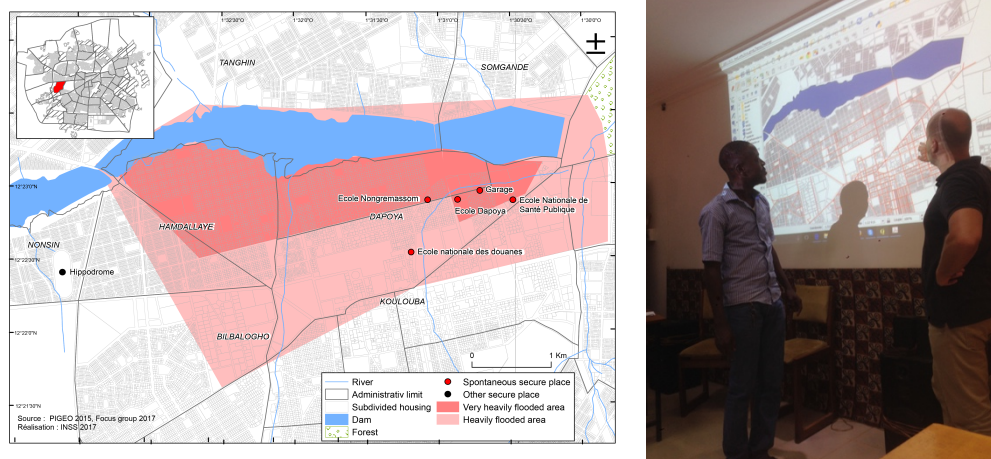 1°32'30"O
1°32'0"O
1°31'30"O
1°31'0"O
1°30'30"O
1°30'0"O
TANGHIN
SOMGANDE
12°23'0"N
Garage
Ecole Nongremassom
Ecole Nationale de
Santé Publique
Ecole Dapoya
DAPOYA
HAMDALLAYE
NONSIN
Ecole nationale des douanes
12°22'30"N
Hippodrome
KOULOUBA
12°22'0"N
BILBALOGHO
0 1 Km
River
Administrativ limit
Subdivided housing
Dam
Forest
Spontaneous secure place
Other secure place
Very heavily flooded area
Heavily flooded area
12°21'30"N
Source : PIGEO 2015, Focus group 2017
Réalisation : INSS 2017